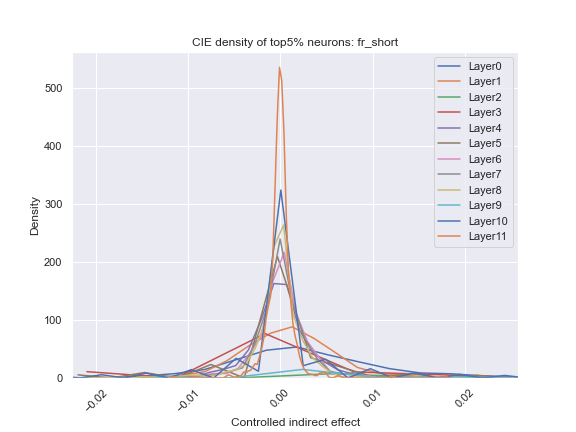 CIE density of top5% neurons: fr_short
500
400
300
200
100
0
Density
−0.02
−0.01
0.00
0.01
0.02
Controlled indirect effect
Layer0
Layer1
Layer2
Layer3
Layer4
Layer5
Layer6
Layer7
Layer8
Layer9
Layer10
Layer11